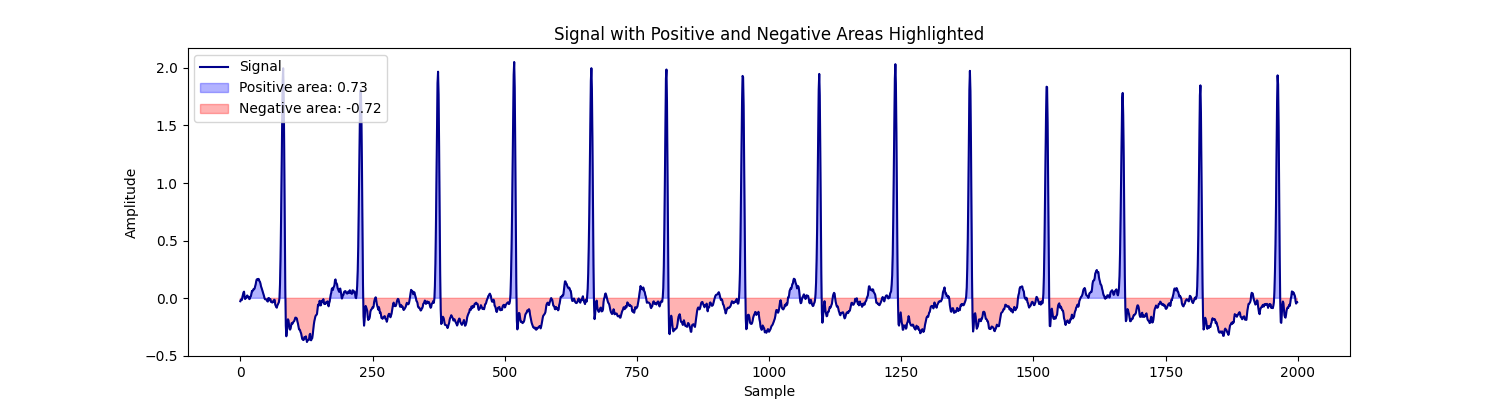 Signal with Positive and Negative Areas Highlighted
Signal
Positive area: 0.73
Negative area: -0.72
Amplitude
2.0
1.5
1.0
0.5
0.0
−0.5
0 250 500 750 1000 1250 1500 1750 2000
Sample